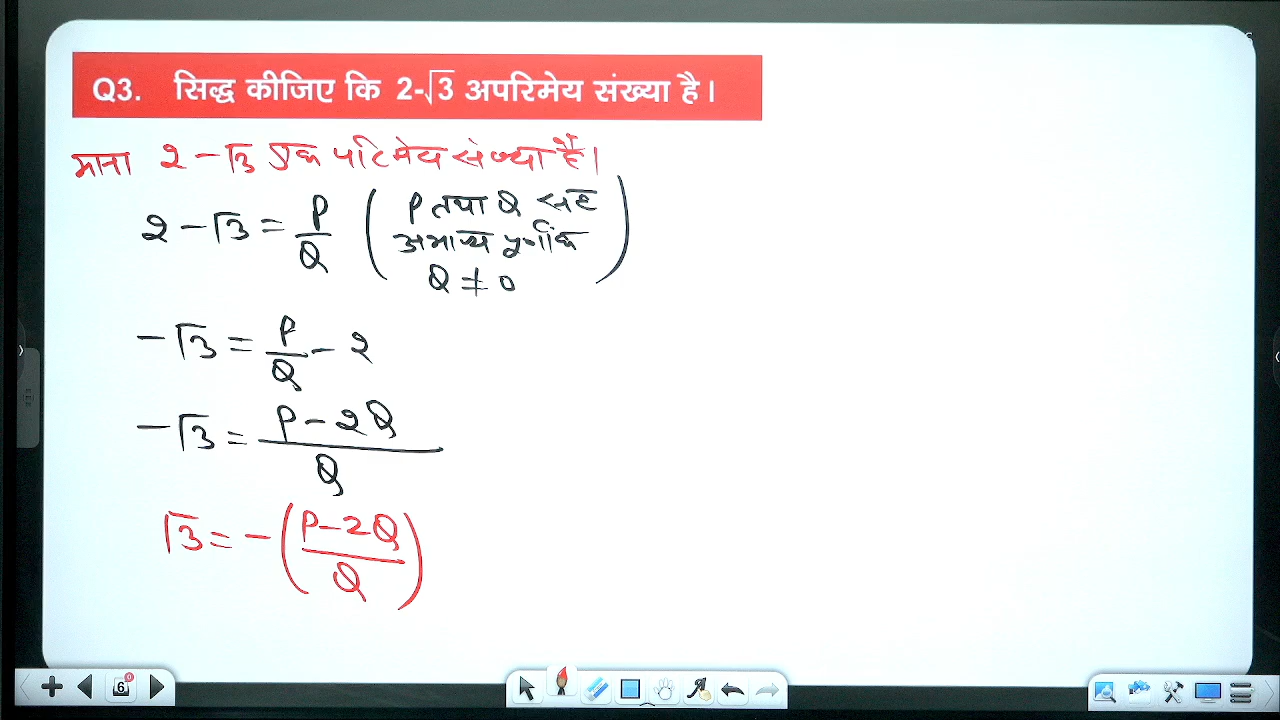 Q3. सिद्ध कीजिए कि 2-√3 अपरिमेय संख्या है।
माना 2 - √3 एक परिमेय संख्या है।
2 - √3 = P/Q ( P तथा Q सह अभाज्य पूर्णांक Q ≠ 0 )
-√3 = P/Q - 2
-√3 = (P - 2Q)/Q
√3 = -((P - 2Q)/Q)
6